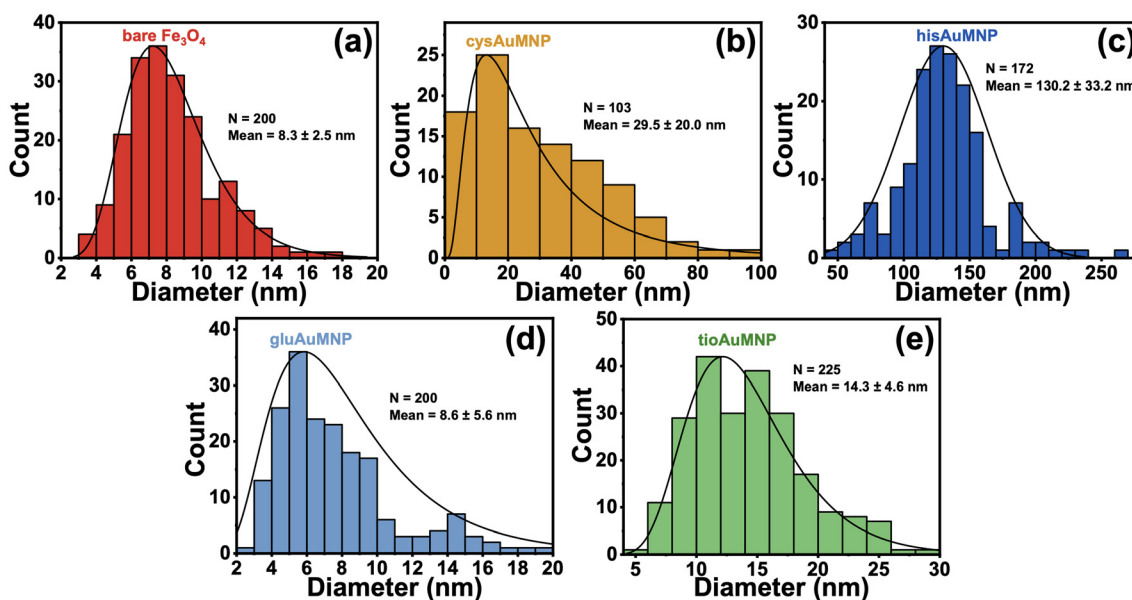 bare Fe₃O₄
(a)
N = 200
Mean = 8.3 ± 2.5 nm
Count
40
30
20
10
0
2 4 6 8 10 12 14 16 18 20
Diameter (nm)
cysAuMNP
(b)
N = 103
Mean = 29.5 ± 20.0 nm
Count
25
20
15
10
5
0
0 20 40 60 80 100
Diameter (nm)
hisAuMNP
(c)
N = 172
Mean = 130.2 ± 33.2 nm
Count
30
20
10
0
50 100 150 200 250
Diameter (nm)
gluAuMNP
(d)
N = 200
Mean = 8.6 ± 5.6 nm
Count
40
30
20
10
0
2 4 6 8 10 12 14 16 18 20
Diameter (nm)
tioAuMNP
(e)
N = 225
Mean = 14.3 ± 4.6 nm
Count
50
40
30
20
10
0
5 10 15 20 25 30
Diameter (nm)